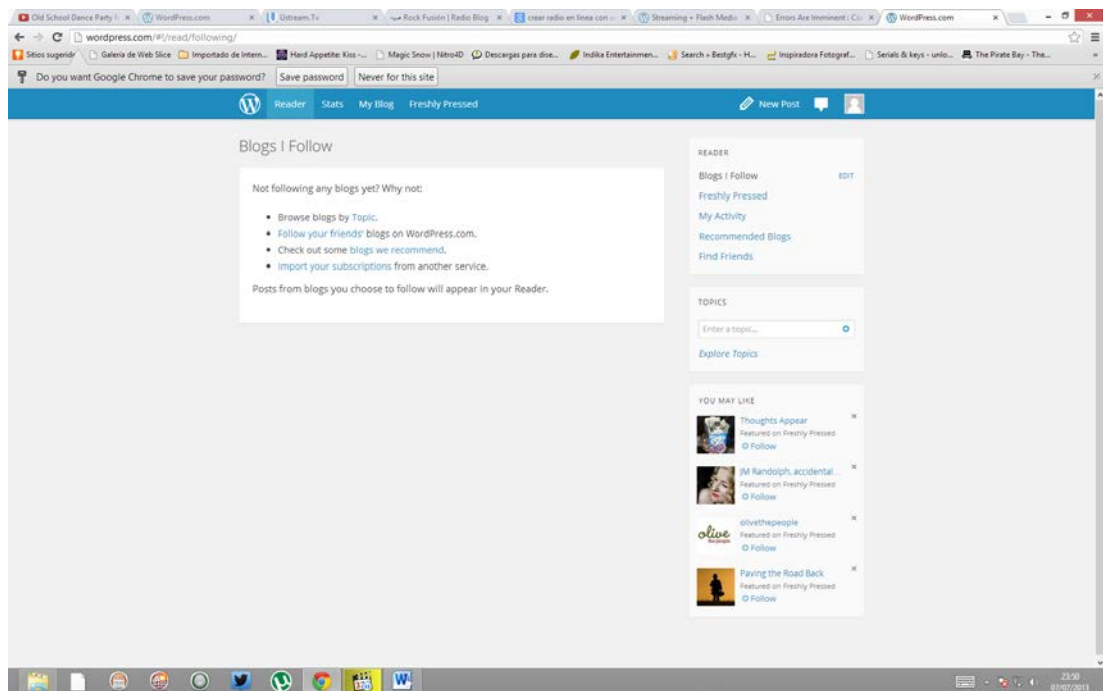 Old School Dance Party
WordPress.com
Ustream.Tv
Rock Fusión | Radio Blog
crear radio en linea con
Streaming + Flash Media
Errors Are Imminent
WordPress.com
wordpress.com/#!/read/following/
Sitios sugeridos
Galería de Web Slice
Importado de Intern...
Hard Appetite: Kiss -...
Magic Snow | Nitro4D
Descargas para dise...
Indika Entertainmen...
Search » Bestgfx - H...
Inspiradora Fotograf...
Serials & keys - unlo...
The Pirate Bay - The...
Do you want Google Chrome to save your password? Save password Never for this site
Reader Stats My Blog Freshly Pressed New Post
Blogs I Follow
Not following any blogs yet? Why not:
• Browse blogs by Topic.
• Follow your friends' blogs on WordPress.com.
• Check out some blogs we recommend.
• Import your subscriptions from another service.
Posts from blogs you choose to follow will appear in your Reader.
READER
Blogs I Follow EDIT
Freshly Pressed
My Activity
Recommended Blogs
Find Friends
TOPICS
Enter a topic...
Explore Topics
YOU MAY LIKE
Thoughts Appear
Featured on Freshly Pressed
Follow
JM Randolph, accidental...
Featured on Freshly Pressed
Follow
olive
olivethepeople
Featured on Freshly Pressed
Follow
Paving the Road Back
Featured on Freshly Pressed
Follow
23:50
07/07/2013